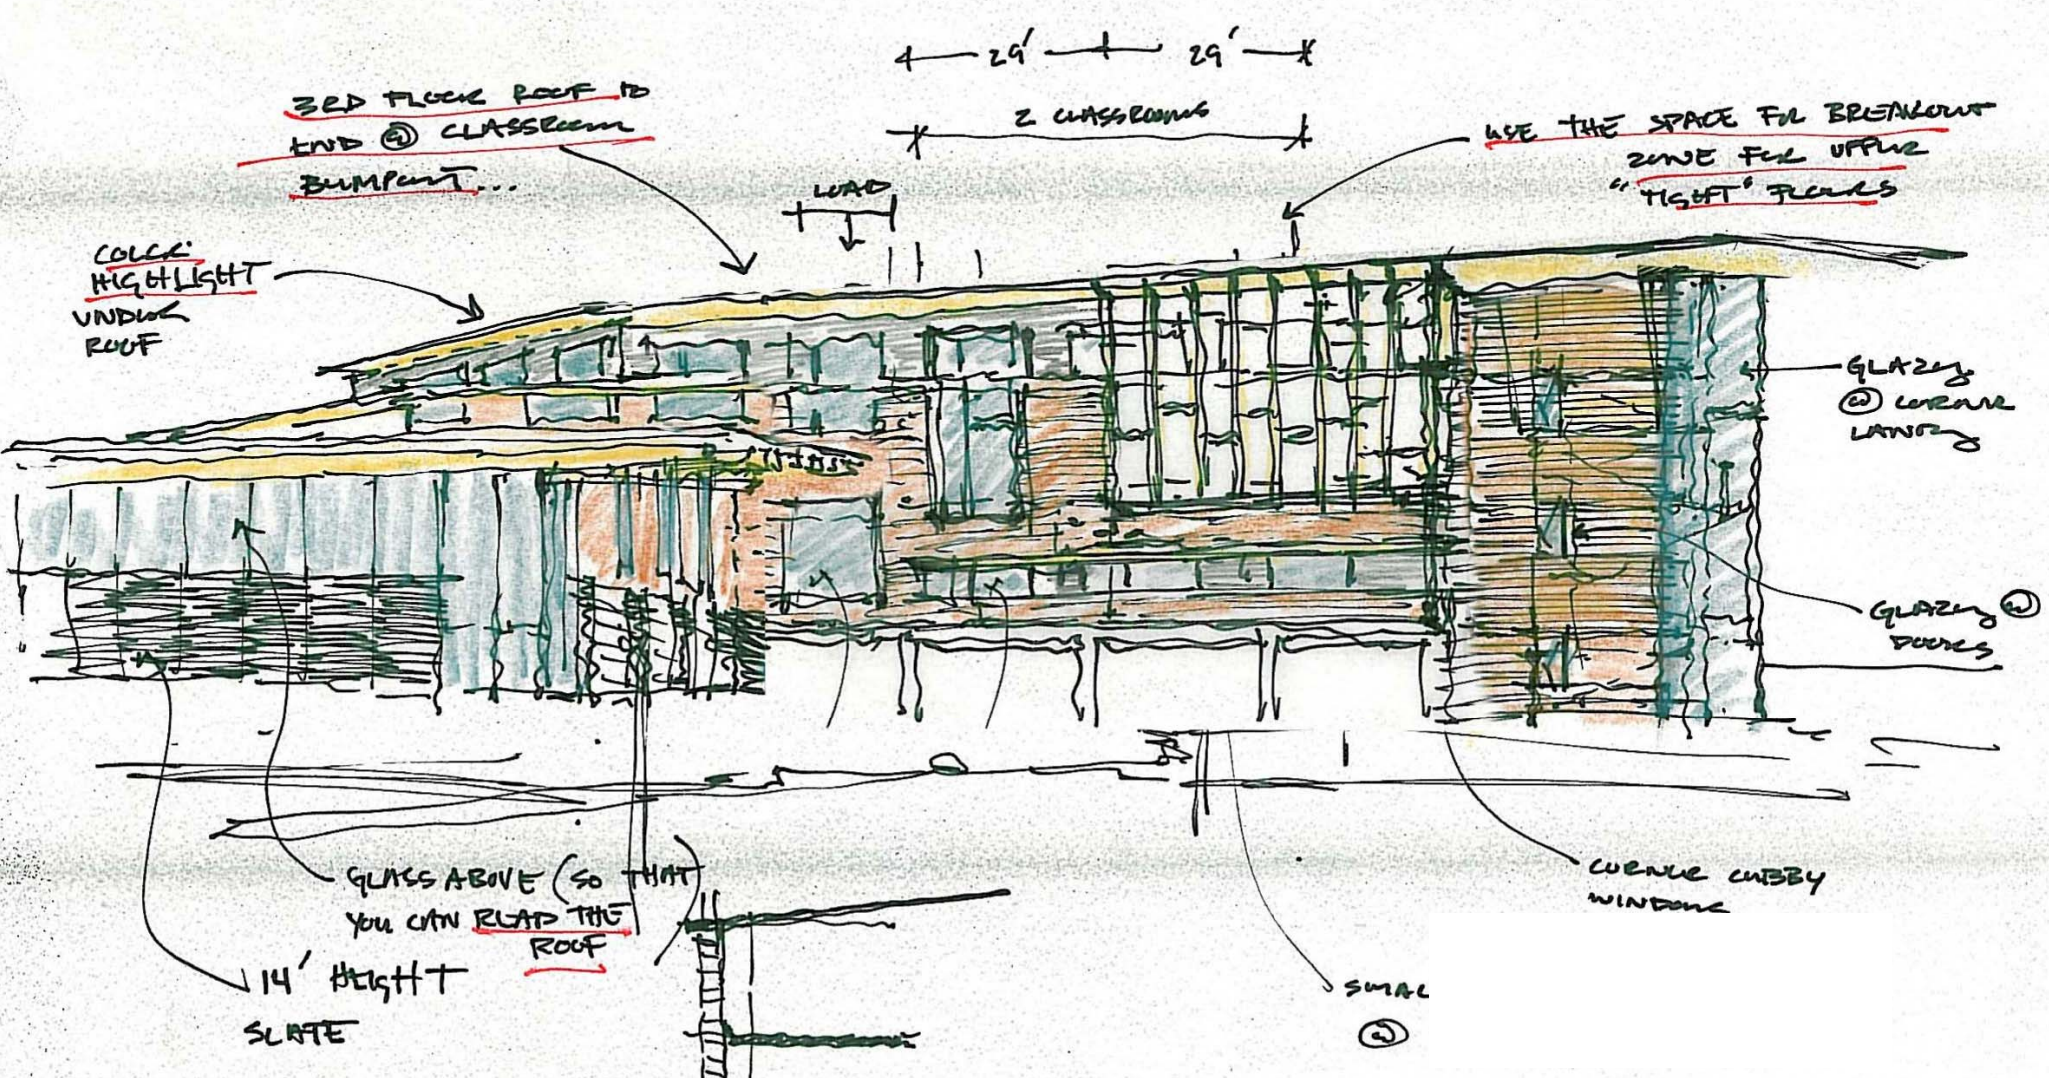 29' 29'
2 CLASSROOMS
3RD FLOOR ROOF TO
END @ CLASSROOM
BUMPOUT...
USE THE SPACE FOR BREAKOUT
ZONE FOR UPPER
"TIGHT" FLOORS
LOAD
COLOR
HIGHLIGHT
UNDER
ROOF
GLAZING
@ CORNER
LANDING
GLAZING @
DOORS
GLASS ABOVE (SO THAT
YOU CAN READ THE
ROOF)
14' HEIGHT
SLATE
CORNER CUBBY
WINDOWS
SMAL
@